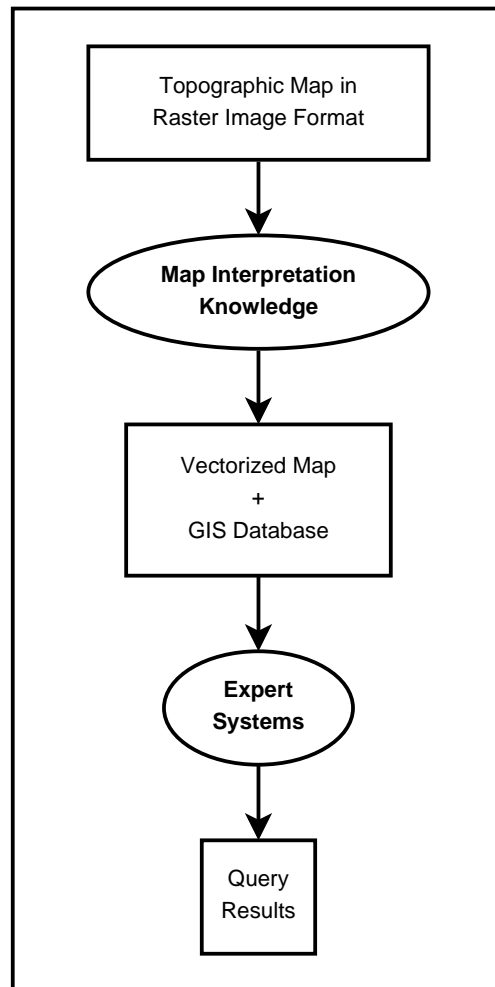 Topographic Map in
Raster Image Format
Map Interpretation
Knowledge
Vectorized Map
+
GIS Database
Expert
Systems
Query
Results